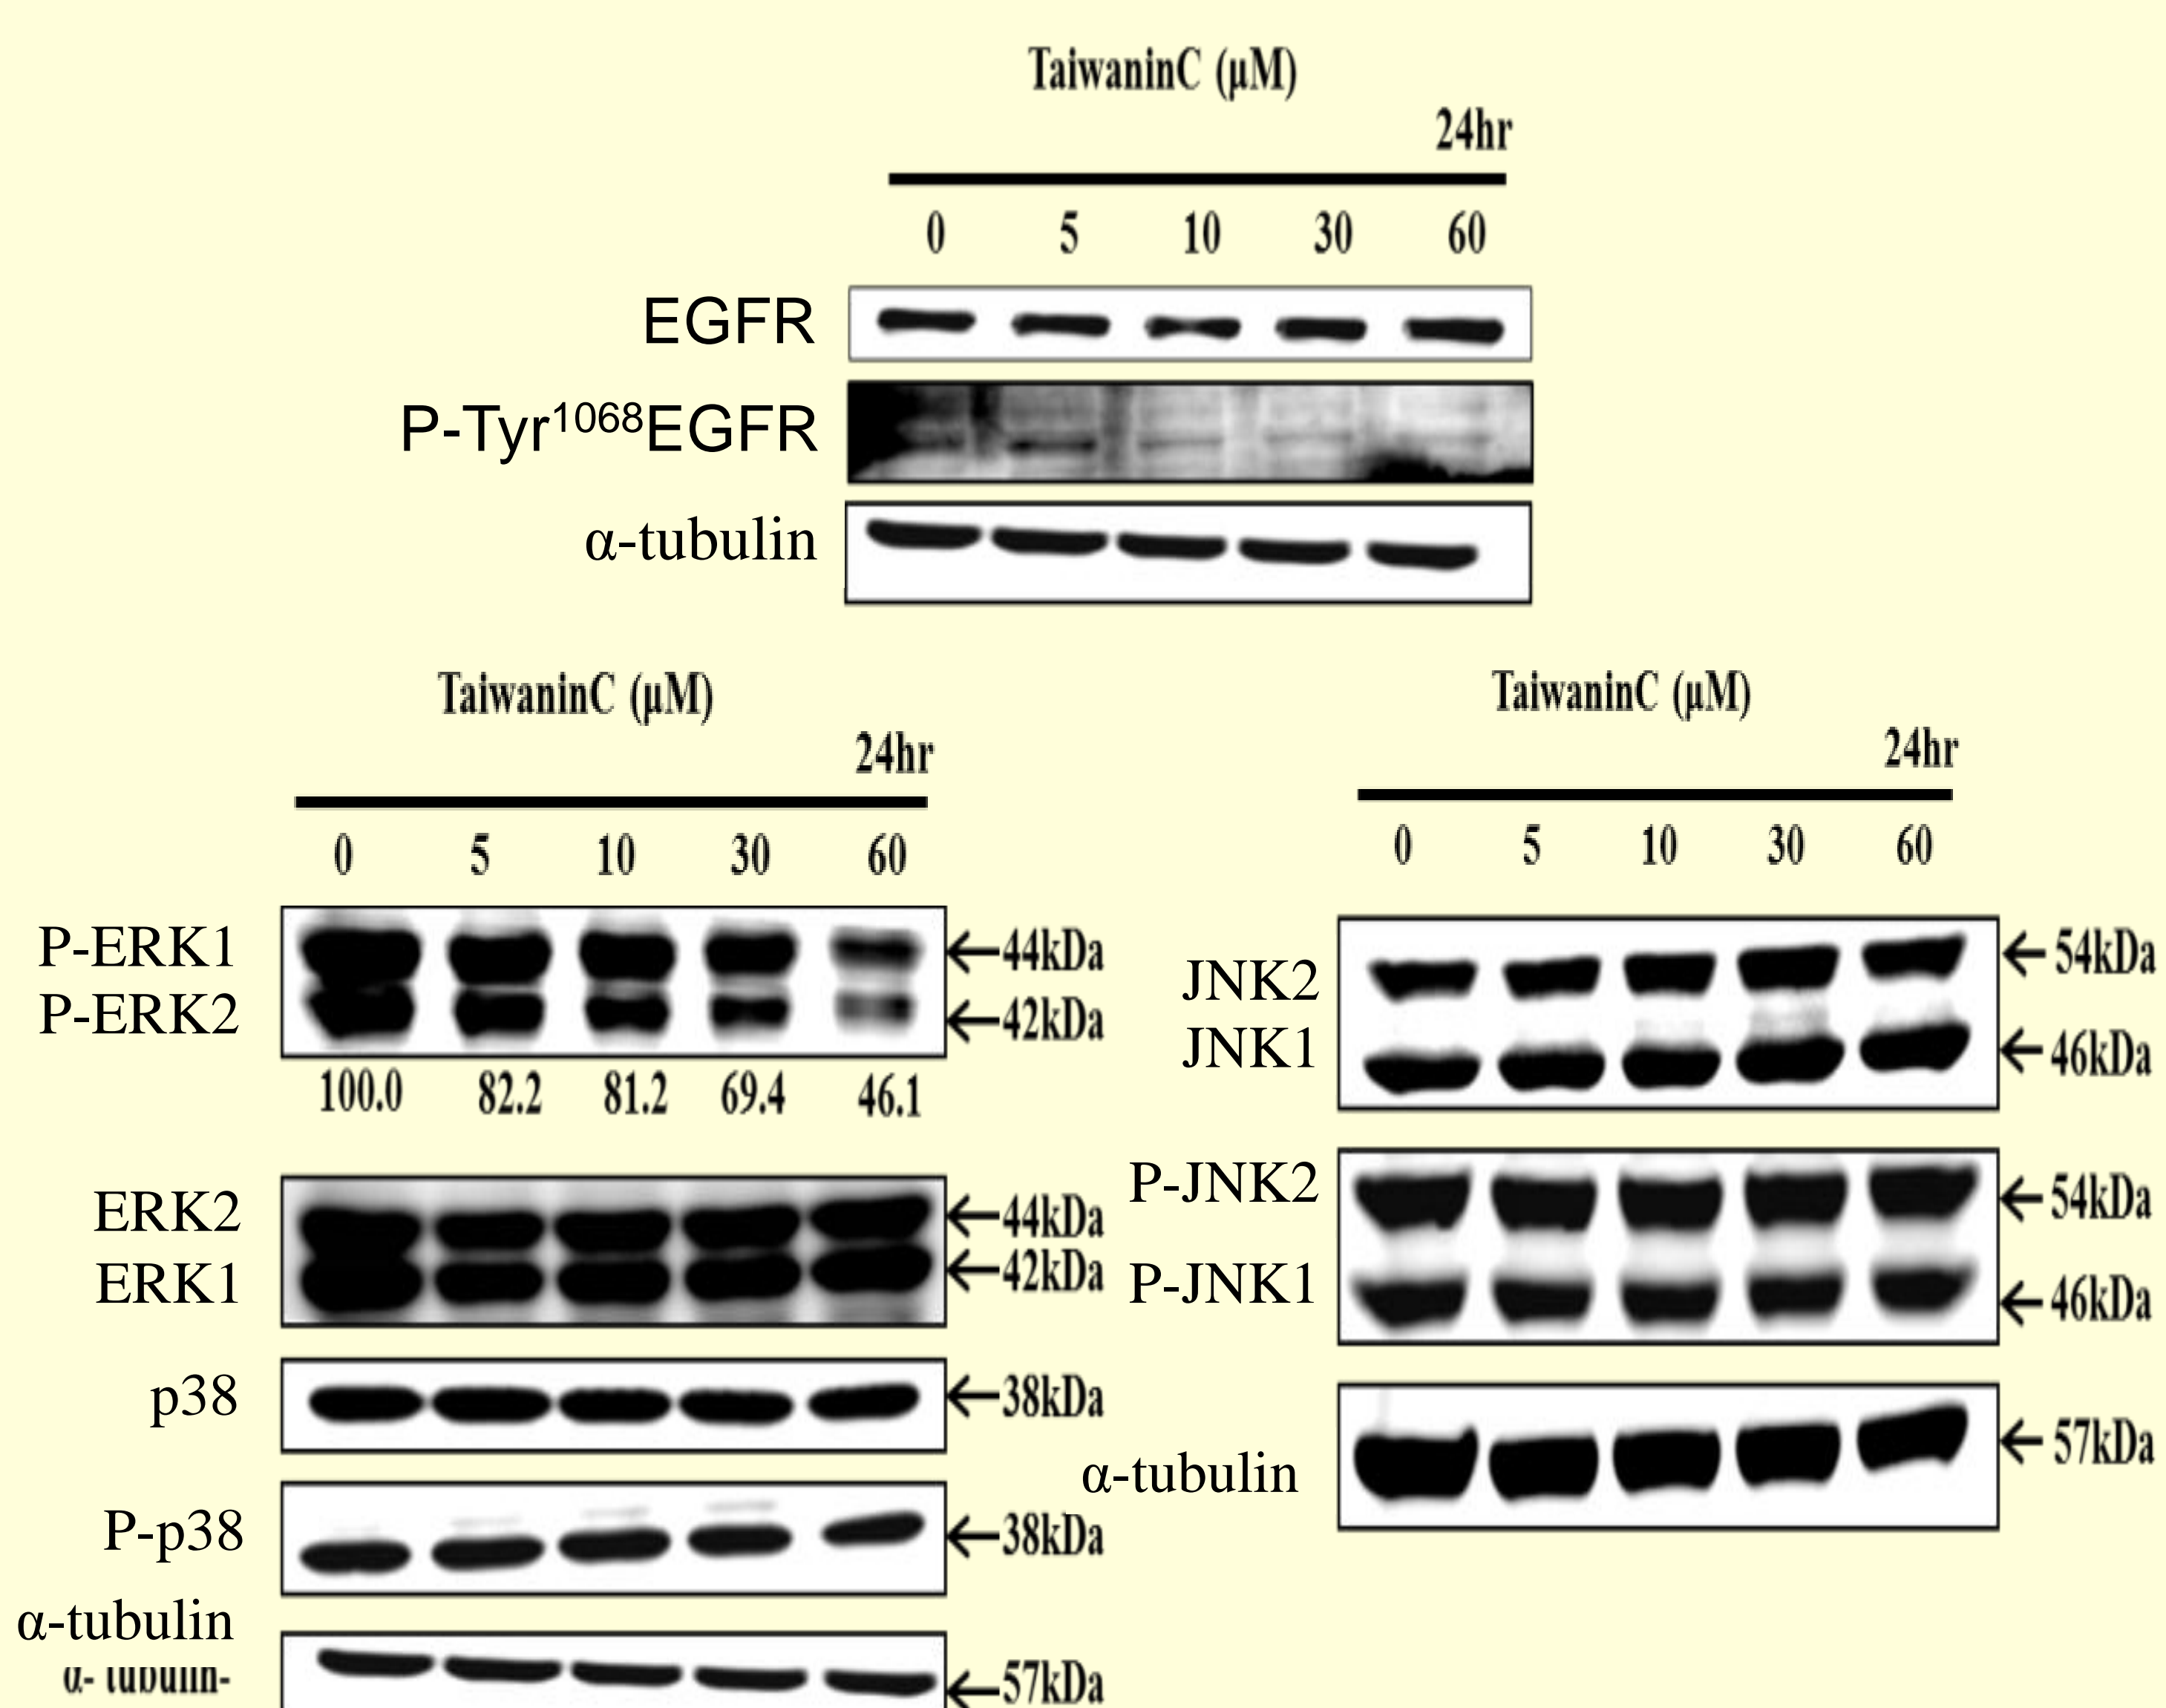 TaiwaninC (μM)
24hr
0 5 10 30 60
EGFR
P-Tyr¹⁰⁶⁸EGFR
α-tubulin
TaiwaninC (μM)
24hr
0 5 10 30 60
P-ERK1 ←44kDa
P-ERK2 ←42kDa
100.0 82.2 81.2 69.4 46.1
ERK2 ←44kDa
ERK1 ←42kDa
p38 ←38kDa
P-p38 ←38kDa
α-tubulin
α- tubulin- ←57kDa
TaiwaninC (μM)
24hr
0 5 10 30 60
JNK2 ←54kDa
JNK1 ←46kDa
P-JNK2 ←54kDa
P-JNK1 ←46kDa
α-tubulin ←57kDa